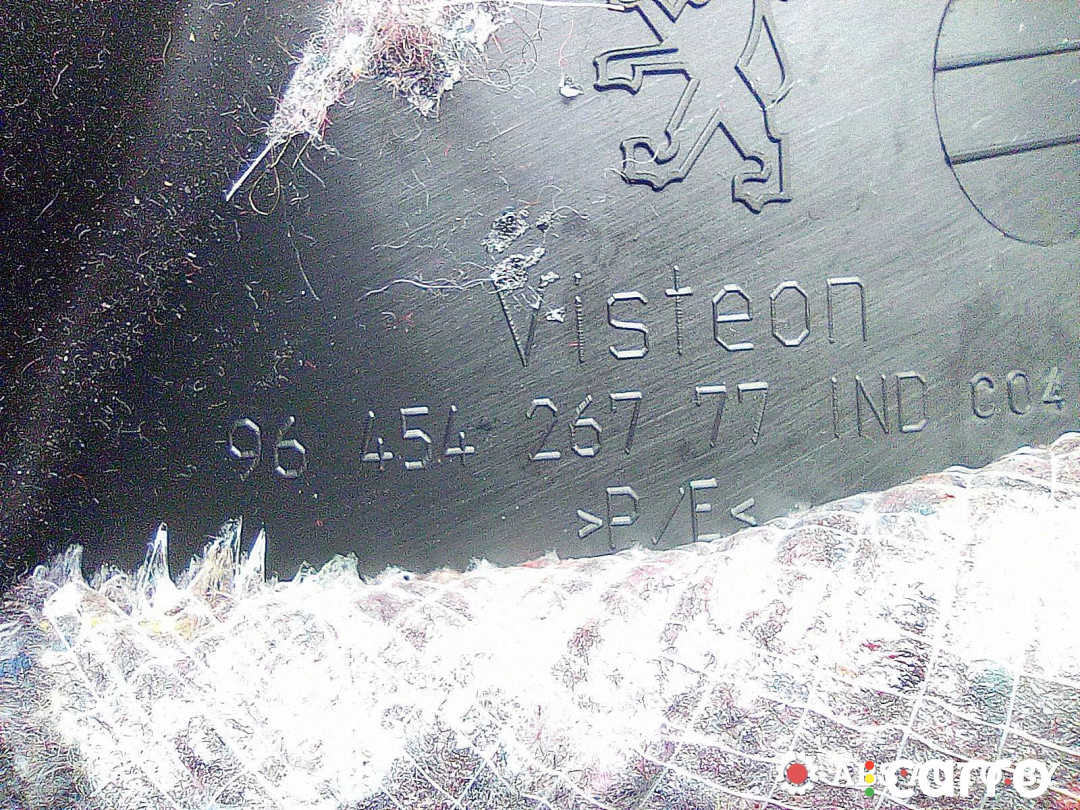 Visteon
96 454 267 77 IND C04
>P/E<
carro